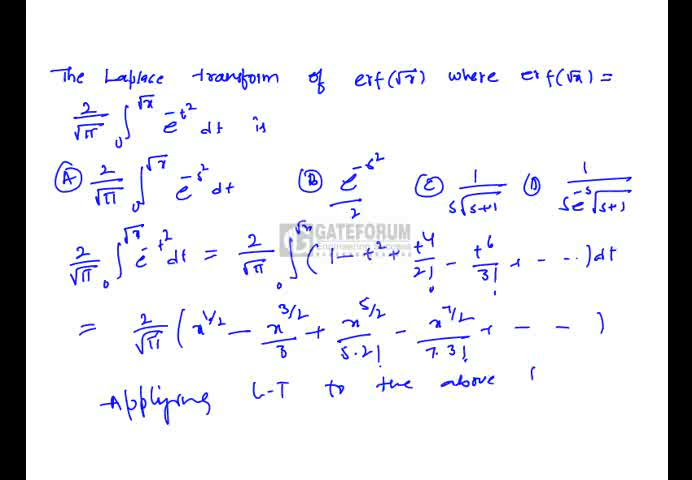 The Laplace transform of erf(√x) where erf(√x) =
2/√π ∫₀^√x e^-t² dt is
(A) 2/√π ∫₀^√x e^-s² dt (B) e^-s²/2 (C) 1/s√s+1 (D) 1/se^-s√s+1
GATEFORUM
2/√π ∫₀^√x e^-t² dt = 2/√π ∫₀^√x (1 - t² + t⁴/2! - t⁶/3! + - - ..)dt
= 2/√π (x^1/2 - x^3/2/3 + x^5/2/5·2! - x^7/2/7·3! + - - )
Applying L-T to the above